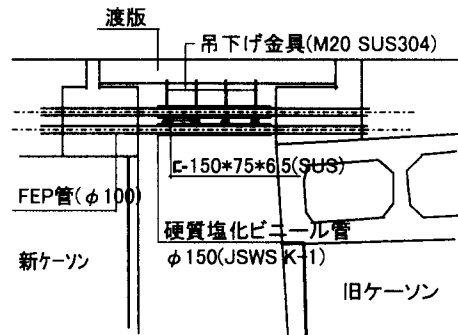 渡版
吊下げ金具(M20 SUS304)
⊏-150*75*6.5(SUS)
FEP管(φ100)
硬質塩化ビニール管
φ150(JSWS K-1)
新ケーソン
旧ケーソン